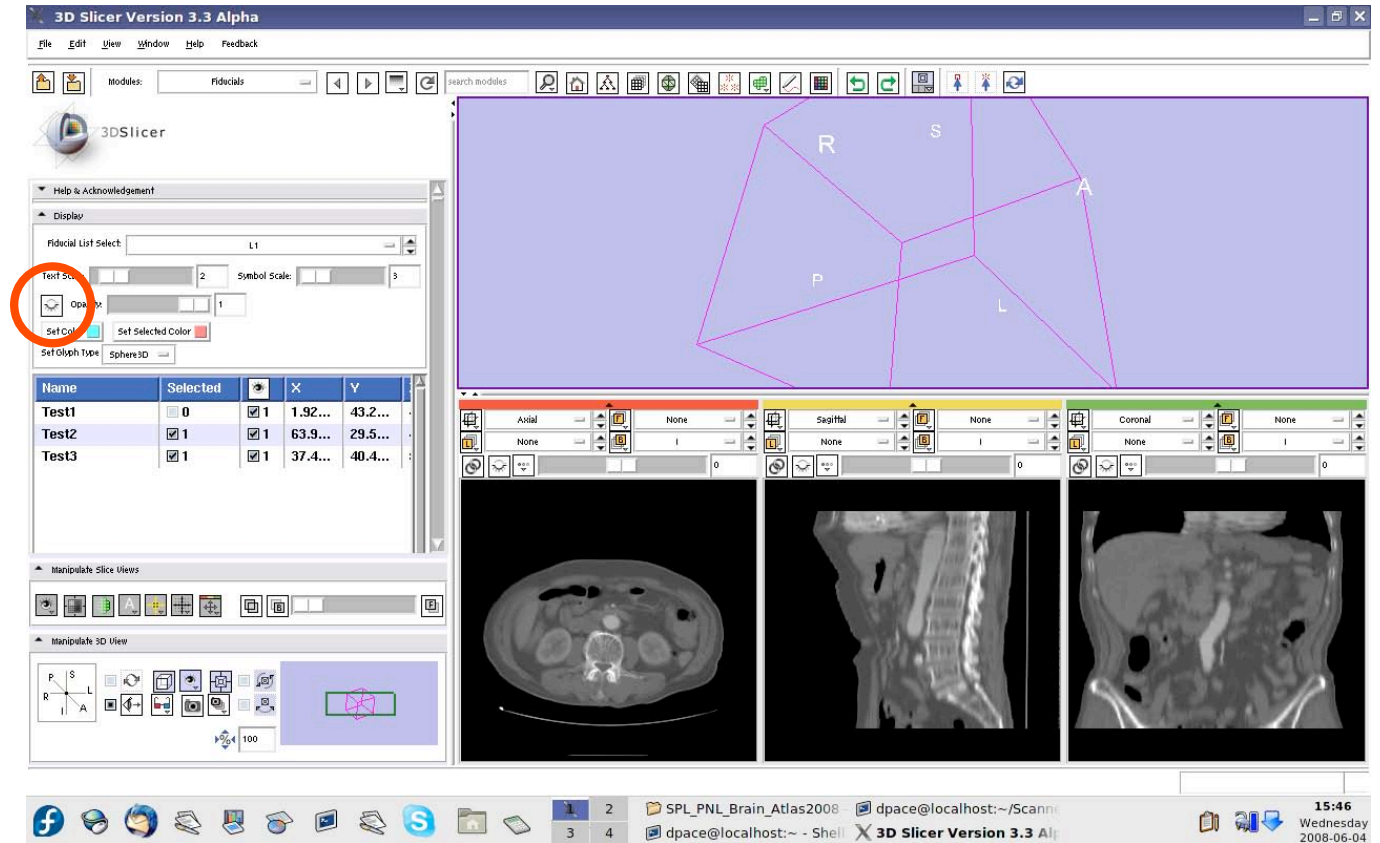 3D Slicer Version 3.3 Alpha
File Edit View Window Help Feedback
Modules: Fiducials search modules
3DSlicer
Help & Acknowledgement
Display
Fiducial List Select: L1
Text Scale: 2 Symbol Scale: 3
Opacity: 1
Set Color Set Selected Color
Set Glyph Type Sphere3D
Name Selected X Y
Test1 0 1 1.92... 43.2...
Test2 1 1 63.9... 29.5...
Test3 1 1 37.4... 40.4...
Manipulate Slice Views
B F
Manipulate 3D View
P S
R L
I A
% 100
R S A
P L
Axial F None
L None B I
0
Sagittal F None
L None B I
0
Coronal F None
L None B I
0
1 2 SPL_PNL_Brain_Atlas2008 dpace@localhost:~/Scann
3 4 dpace@localhost:~ - Shell 3D Slicer Version 3.3 Alp
15:46
Wednesday
2008-06-04